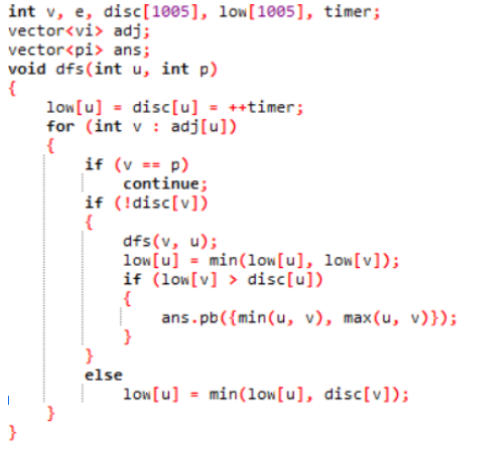 int v, e, disc[1005], low[1005], timer;
vector<vi> adj;
vector<pi> ans;
void dfs(int u, int p)
{
    low[u] = disc[u] = ++timer;
    for (int v : adj[u])
    {
        if (v == p)
            continue;
        if (!disc[v])
        {
            dfs(v, u);
            low[u] = min(low[u], low[v]);
            if (low[v] > disc[u])
            {
                ans.pb({min(u, v), max(u, v)});
            }
        }
        else
            low[u] = min(low[u], disc[v]);
    }
}